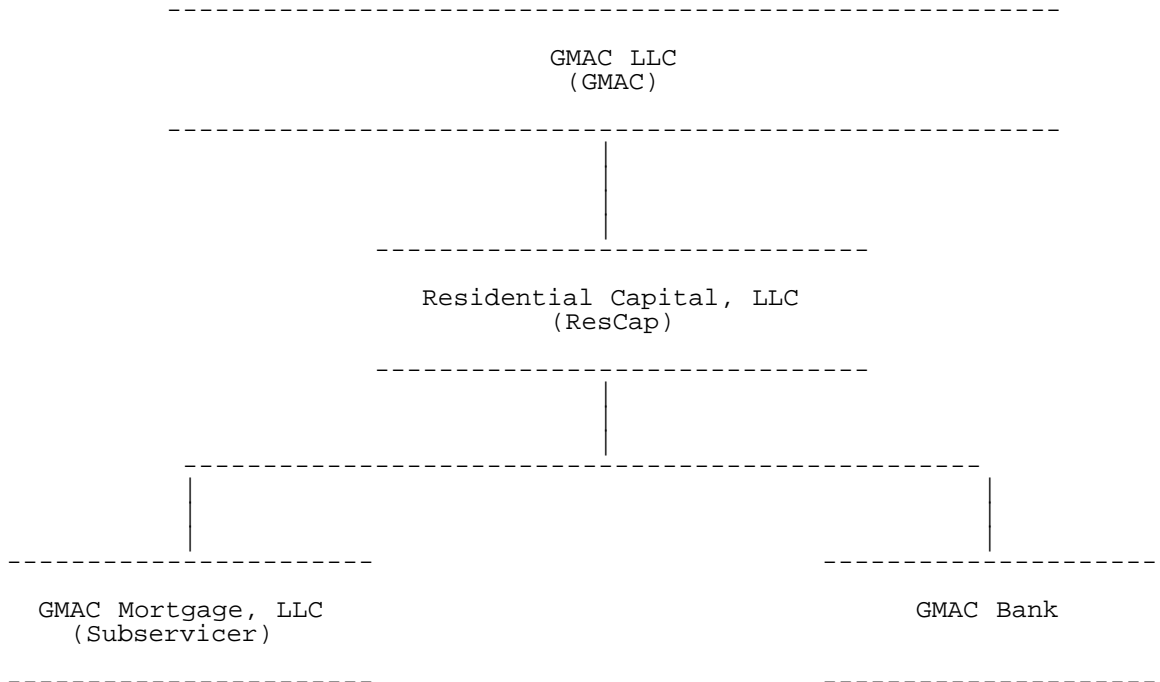 GMAC LLC
(GMAC)
Residential Capital, LLC
(ResCap)
GMAC Mortgage, LLC
(Subservicer)
GMAC Bank